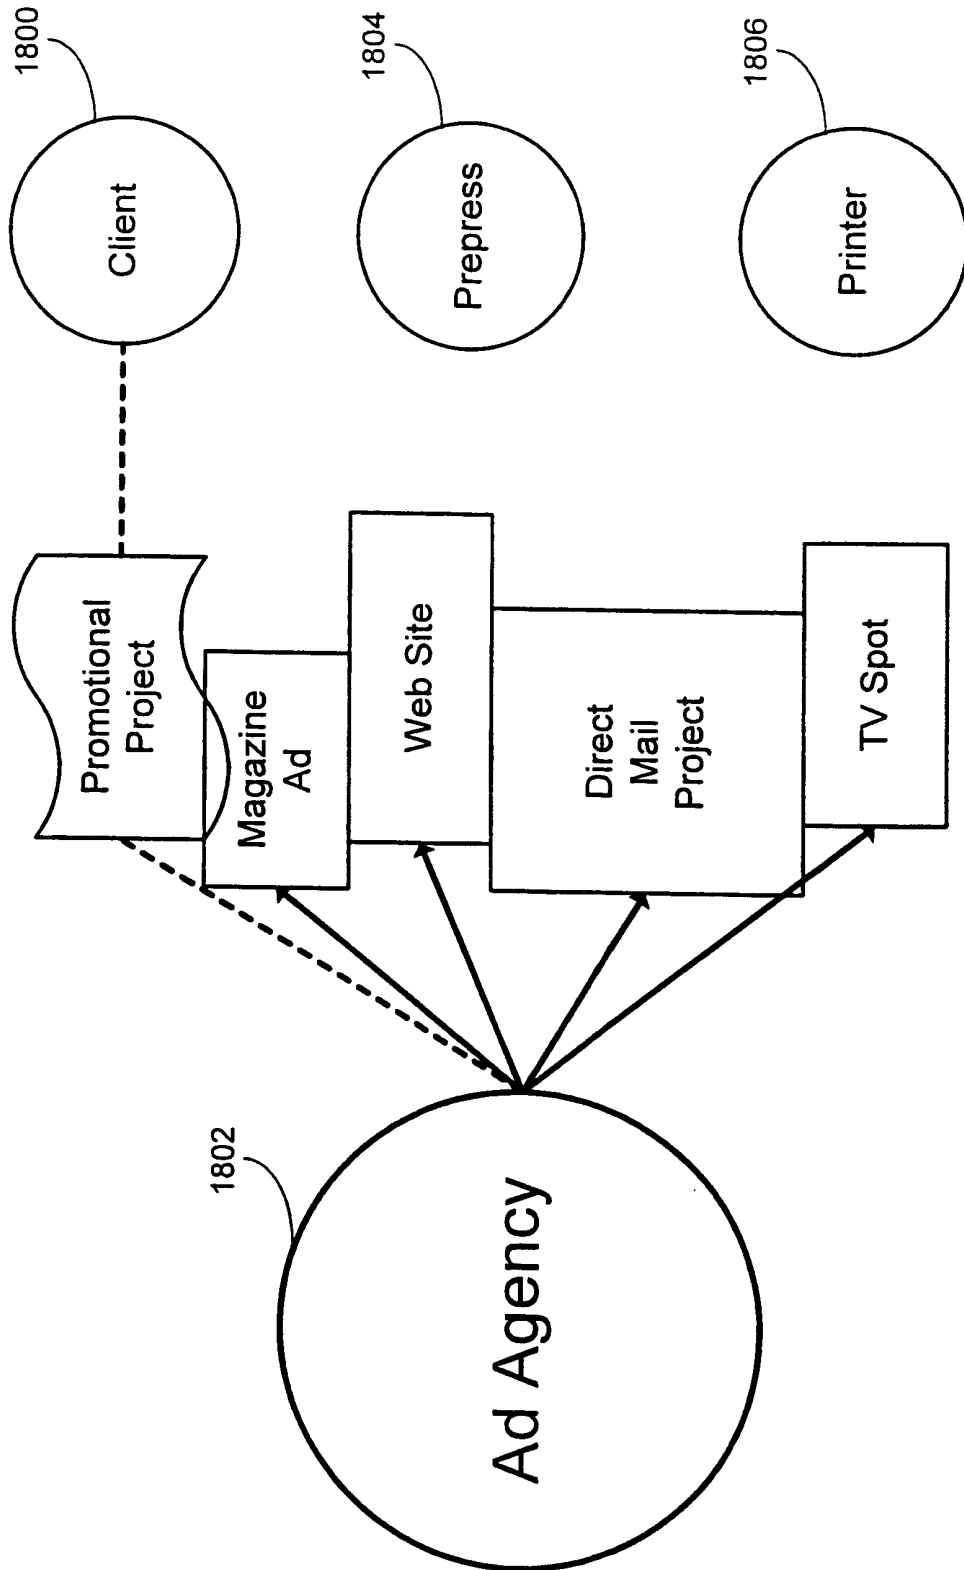 1800
Client
1804
Prepress
1806
Printer
Promotional
Project
Magazine
Ad
Web Site
Direct
Mail
Project
TV Spot
1802
Ad Agency